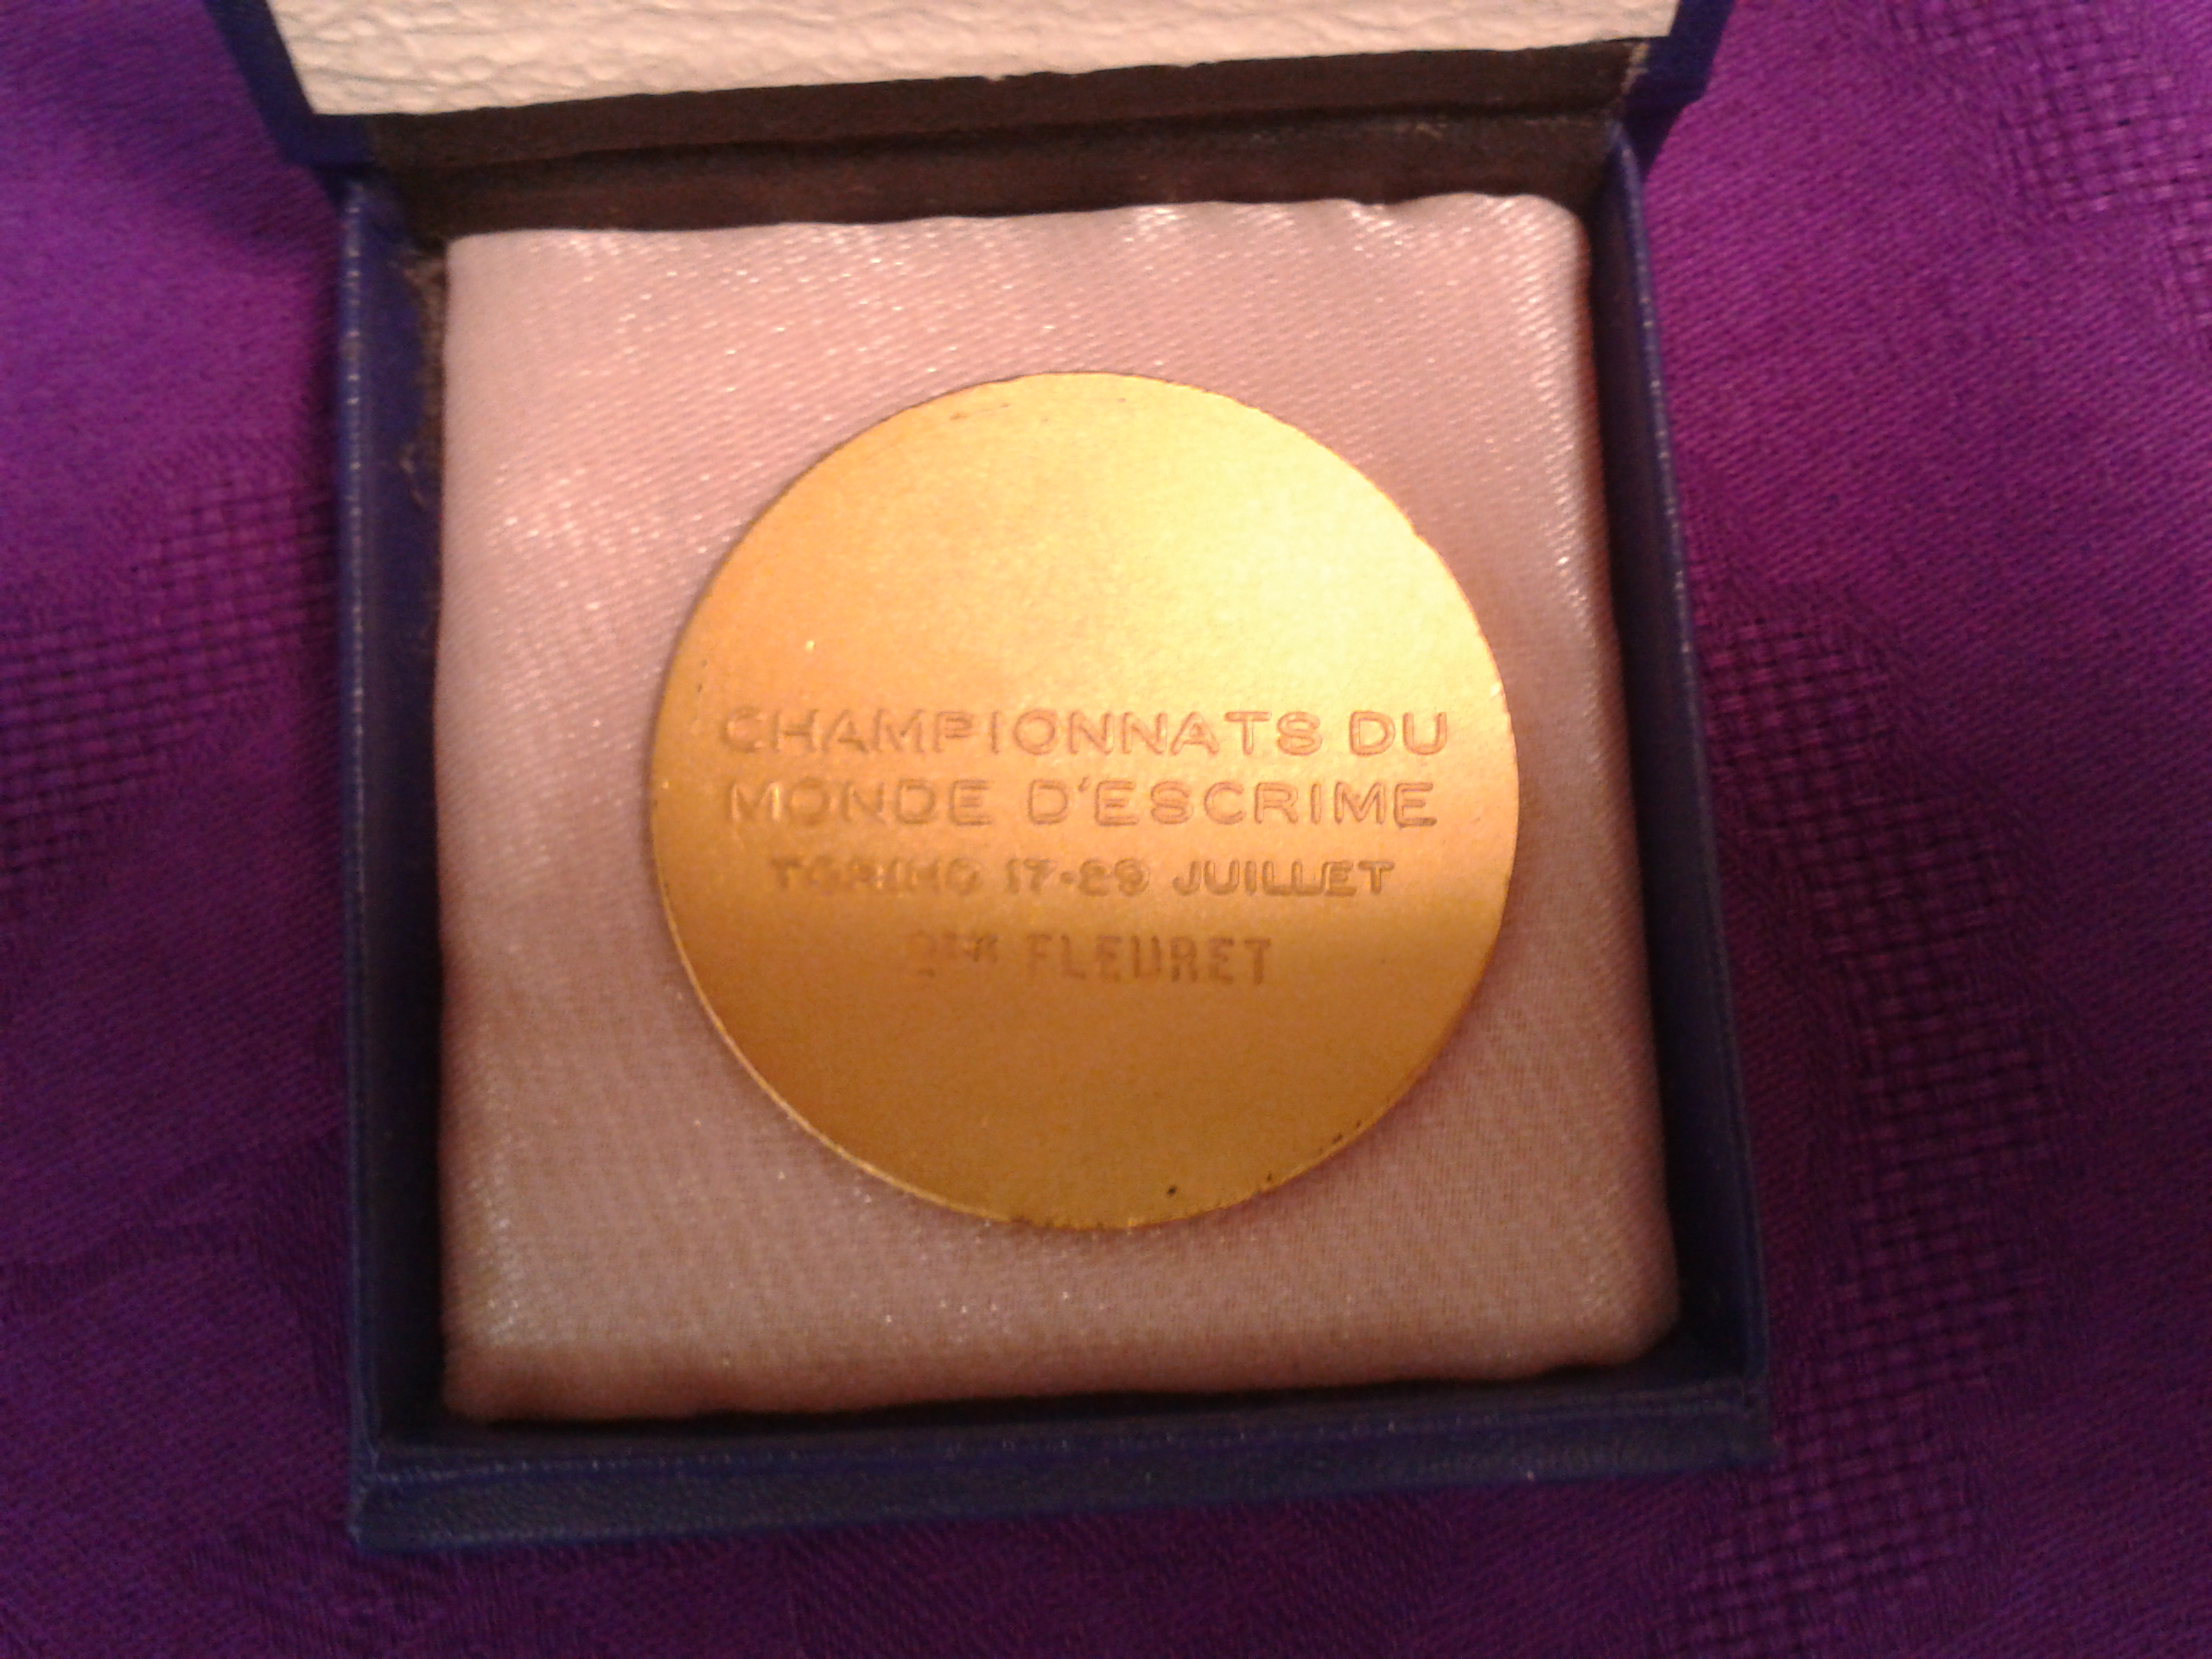 CHAMPIONNATS DU
MONDE D'ESCRIME
TORINO 17-29 JUILLET
FLEURET